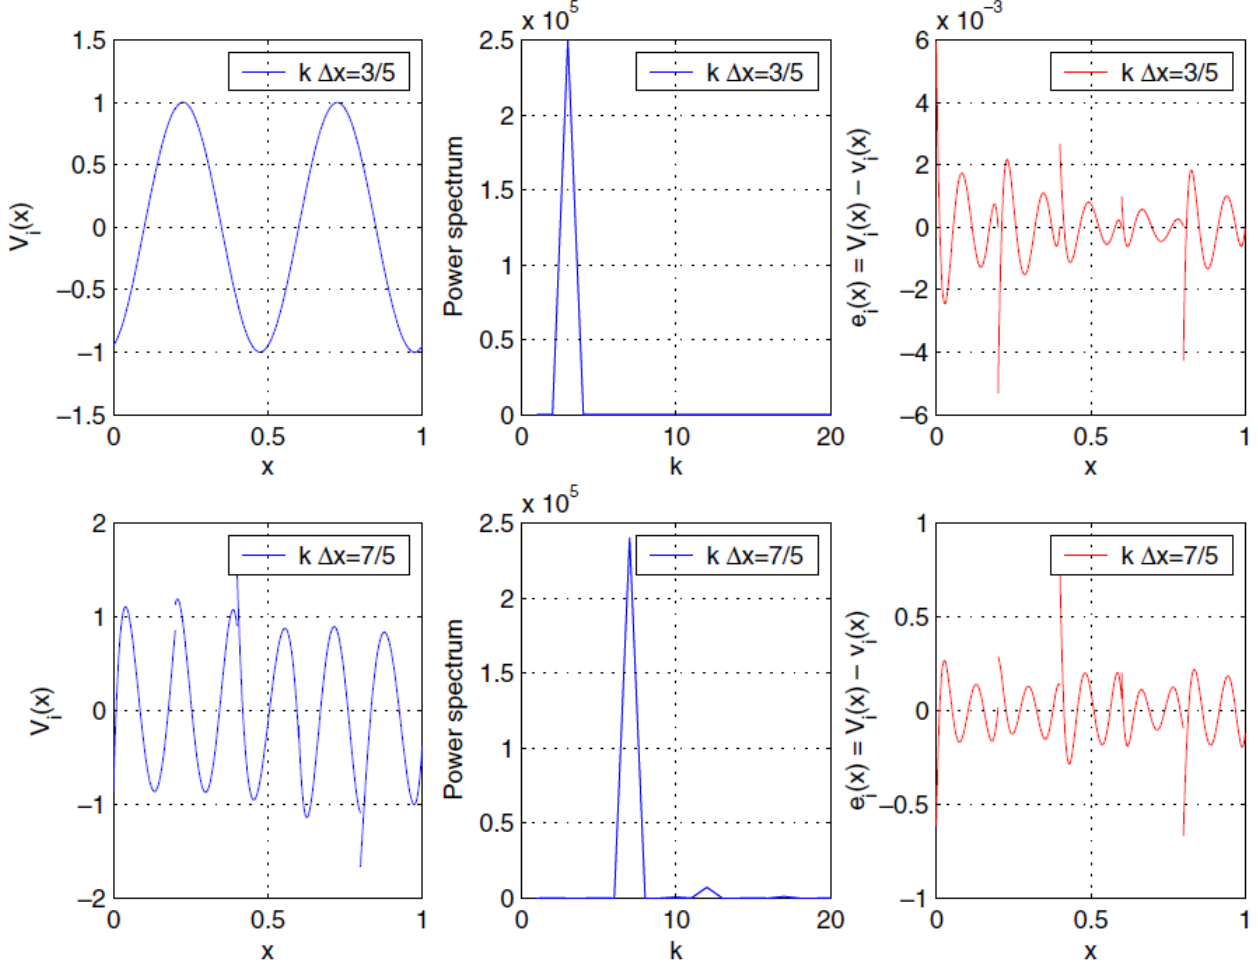 1.5
1
0.5
0
−0.5
−1
−1.5
0
0.5
1
x
V_i(x)
k Δx=3/5
x 10^5
2.5
2
1.5
1
0.5
0
0
10
20
k
Power spectrum
k Δx=3/5
x 10^−3
6
4
2
0
−2
−4
−6
0
0.5
1
x
e_i(x) = V_i(x) − v_i(x)
k Δx=3/5
2
1
0
−1
−2
0
0.5
1
x
V_i(x)
k Δx=7/5
x 10^5
2.5
2
1.5
1
0.5
0
0
10
20
k
Power spectrum
k Δx=7/5
1
0.5
0
−0.5
−1
0
0.5
1
x
e_i(x) = V_i(x) − v_i(x)
k Δx=7/5